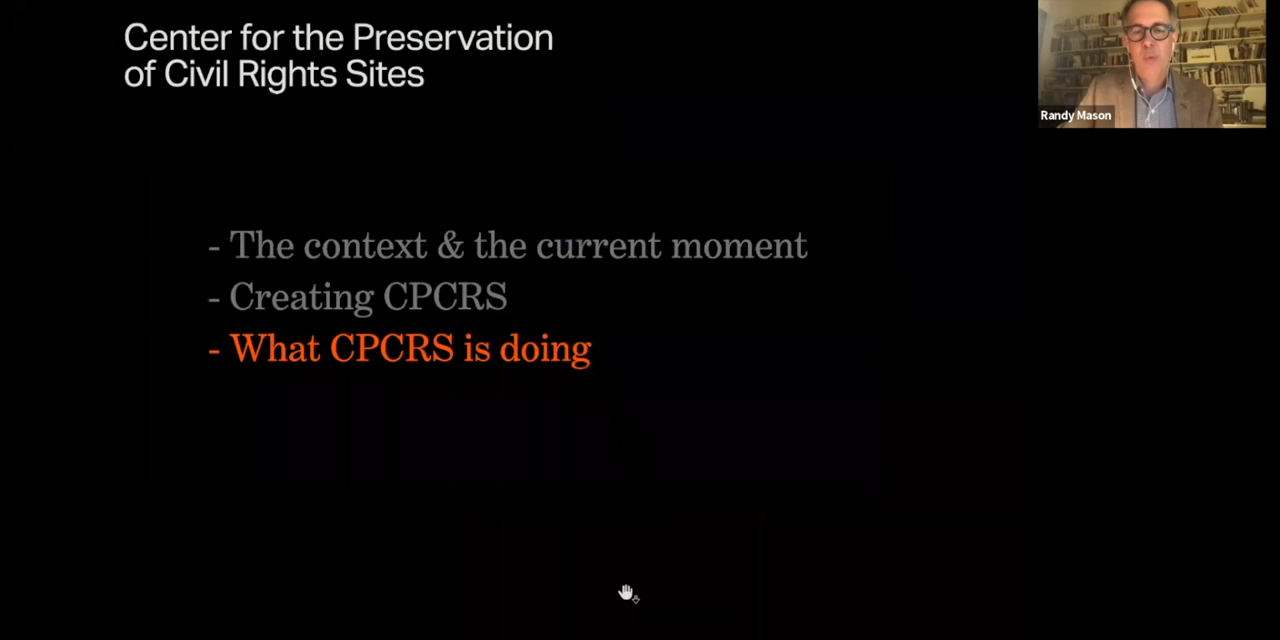 Center for the Preservation
of Civil Rights Sites
Randy Mason
- The context & the current moment
- Creating CPCRS
- What CPCRS is doing